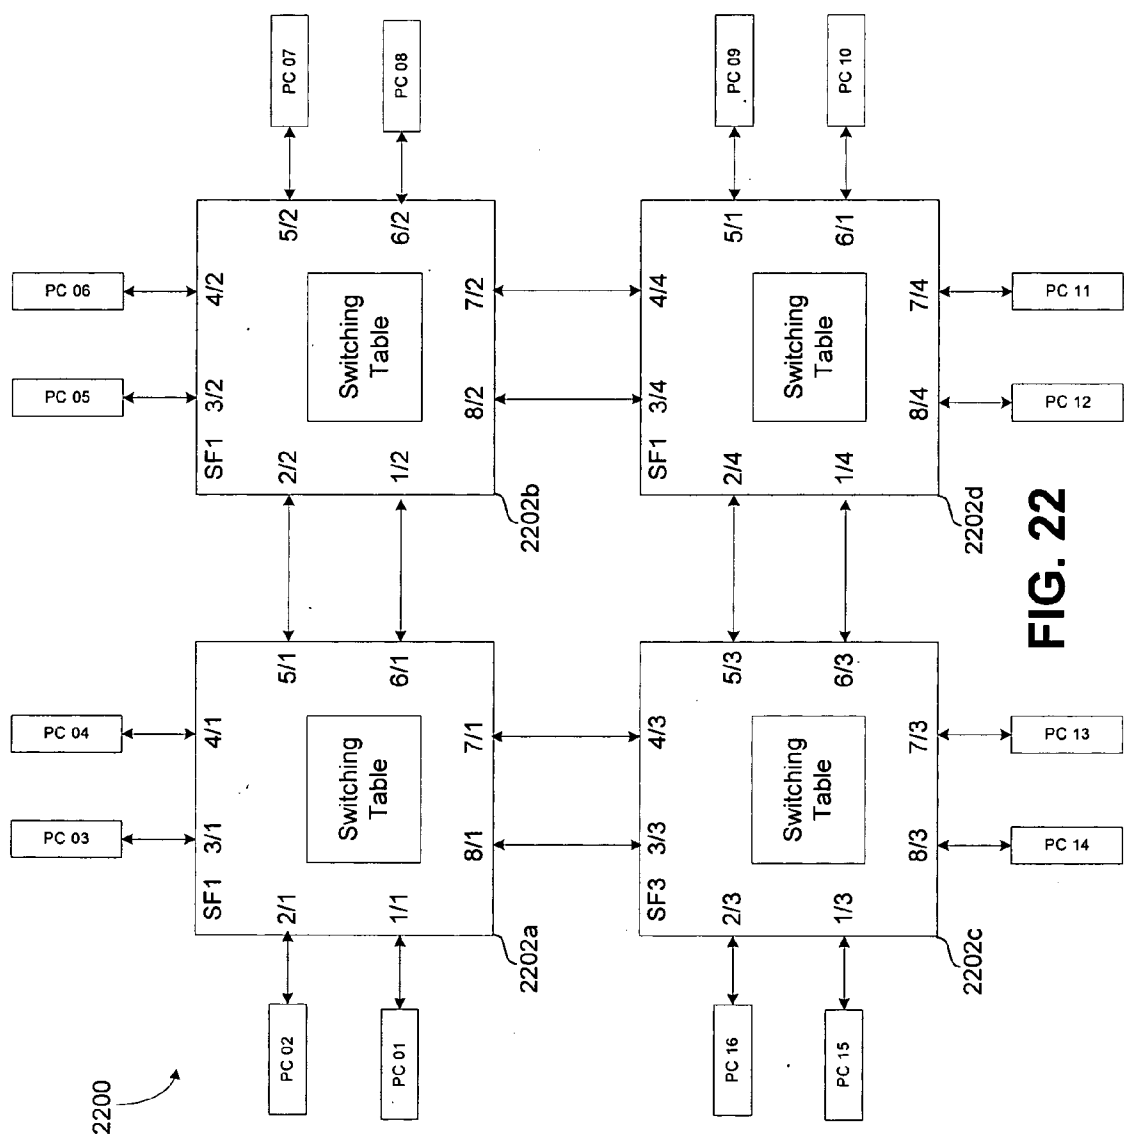 2200
PC 03
PC 04
PC 05
PC 06
PC 02
PC 01
SF1
3/1
4/1
2/1
1/1
5/1
6/1
8/1
7/1
Switching
Table
2202a
SF1
3/2
4/2
2/2
1/2
5/2
6/2
8/2
7/2
Switching
Table
2202b
PC 07
PC 08
PC 16
PC 15
SF3
3/3
4/3
2/3
1/3
5/3
6/3
8/3
7/3
Switching
Table
2202c
SF1
3/4
4/4
2/4
1/4
5/1
6/1
8/4
7/4
Switching
Table
2202d
PC 09
PC 10
PC 14
PC 13
PC 12
PC 11
FIG. 22